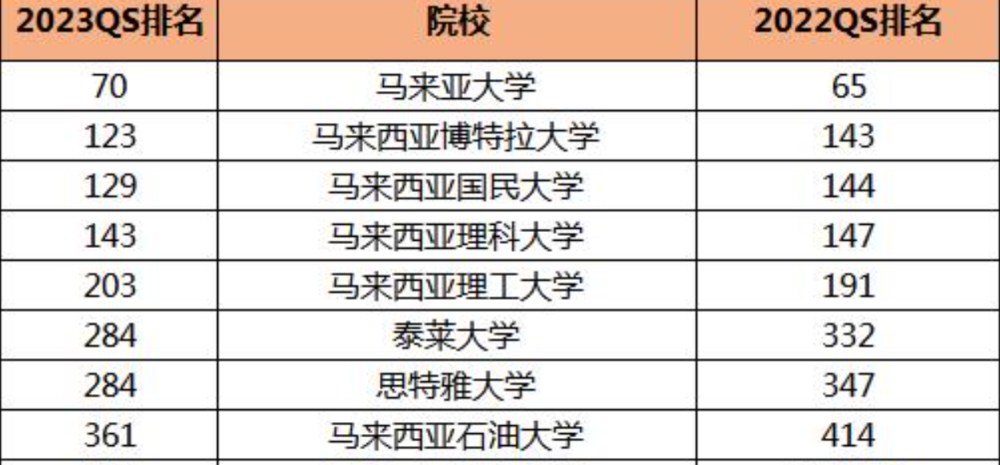 2023QS排名 院校 2022QS排名
70 马来亚大学 65
123 马来西亚博特拉大学 143
129 马来西亚国民大学 144
143 马来西亚理科大学 147
203 马来西亚理工大学 191
284 泰莱大学 332
284 思特雅大学 347
361 马来西亚石油大学 414